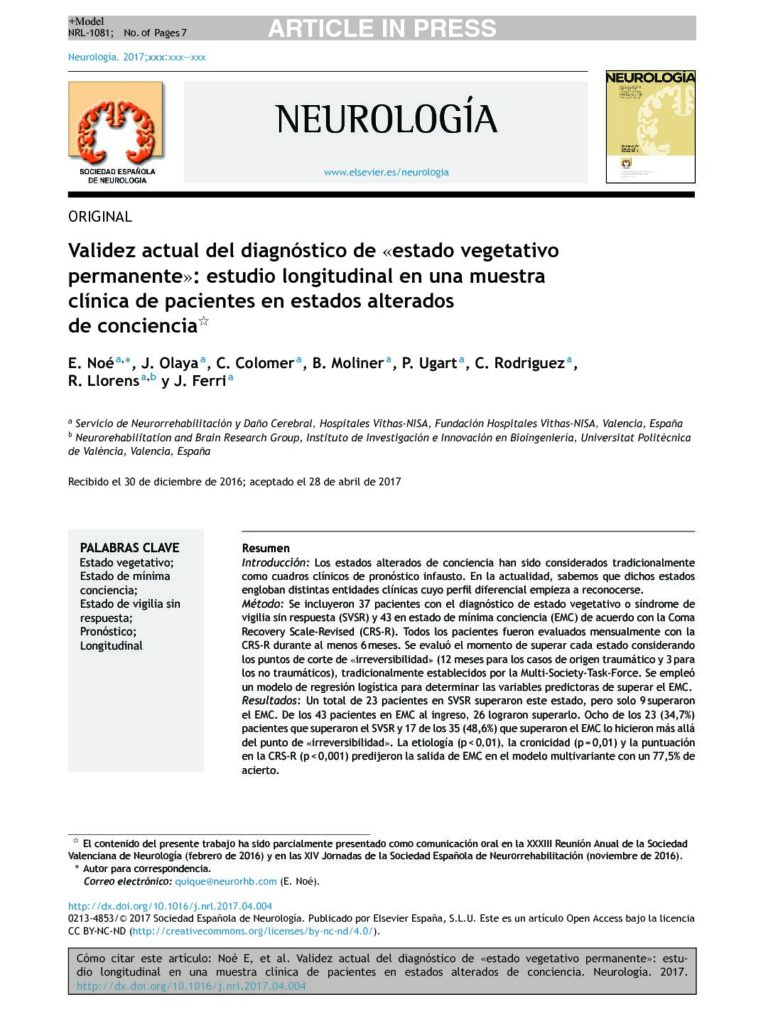 +Model
NRL-1081; No. of Pages 7
ARTICLE IN PRESS
Neurología. 2017;xxx:xxx—xxx
SOCIEDAD ESPAÑOLA
DE NEUROLOGIA
NEUROLOGÍA
www.elsevier.es/neurologia
NEUROLOGÍA
ORIGINAL
Validez actual del diagnóstico de «estado vegetativo
permanente»: estudio longitudinal en una muestra
clínica de pacientes en estados alterados
de conciencia☆
E. Noé a,*, J. Olaya a, C. Colomer a, B. Moliner a, P. Ugart a, C. Rodriguez a,
R. Llorens a,b y J. Ferri a
a Servicio de Neurorrehabilitación y Daño Cerebral, Hospitales Vithas-NISA, Fundación Hospitales Vithas-NISA, Valencia, España
b Neurorehabilitation and Brain Research Group, Instituto de Investigación e Innovación en Bioingeniería, Universitat Politècnica
de València, Valencia, España
Recibido el 30 de diciembre de 2016; aceptado el 28 de abril de 2017
PALABRAS CLAVE
Estado vegetativo;
Estado de mínima
conciencia;
Estado de vigilia sin
respuesta;
Pronóstico;
Longitudinal
Resumen
Introducción: Los estados alterados de conciencia han sido considerados tradicionalmente
como cuadros clínicos de pronóstico infausto. En la actualidad, sabemos que dichos estados
engloban distintas entidades clínicas cuyo perfil diferencial empieza a reconocerse.
Método: Se incluyeron 37 pacientes con el diagnóstico de estado vegetativo o síndrome de
vigilia sin respuesta (SVSR) y 43 en estado de mínima conciencia (EMC) de acuerdo con la Coma
Recovery Scale-Revised (CRS-R). Todos los pacientes fueron evaluados mensualmente con la
CRS-R durante al menos 6 meses. Se evaluó el momento de superar cada estado considerando
los puntos de corte de «irreversibilidad» (12 meses para los casos de origen traumático y 3 para
los no traumáticos), tradicionalmente establecidos por la Multi-Society-Task-Force. Se empleó
un modelo de regresión logística para determinar las variables predictoras de superar el EMC.
Resultados: Un total de 23 pacientes en SVSR superaron este estado, pero solo 9 superaron
el EMC. De los 43 pacientes en EMC al ingreso, 26 lograron superarlo. Ocho de los 23 (34,7%)
pacientes que superaron el SVSR y 17 de los 35 (48,6%) que superaron el EMC lo hicieron más allá
del punto de «irreversibilidad». La etiología (p < 0,01), la cronicidad (p = 0,01) y la puntuación
en la CRS-R (p < 0,001) predijeron la salida de EMC en el modelo multivariante con un 77,5% de
acierto.
☆ El contenido del presente trabajo ha sido parcialmente presentado como comunicación oral en la XXXIII Reunión Anual de la Sociedad
Valenciana de Neurología (febrero de 2016) y en las XIV Jornadas de la Sociedad Española de Neurorrehabilitación (noviembre de 2016).
* Autor para correspondencia.
Correo electrónico: quique@neurorhb.com (E. Noé).
http://dx.doi.org/10.1016/j.nrl.2017.04.004
0213-4853/© 2017 Sociedad Española de Neurología. Publicado por Elsevier España, S.L.U. Este es un artículo Open Access bajo la licencia
CC BY-NC-ND (http://creativecommons.org/licenses/by-nc-nd/4.0/).
Cómo citar este artículo: Noé E, et al. Validez actual del diagnóstico de «estado vegetativo permanente»: estu-
dio longitudinal en una muestra clínica de pacientes en estados alterados de conciencia. Neurología. 2017.
http://dx.doi.org/10.1016/j.nrl.2017.04.004